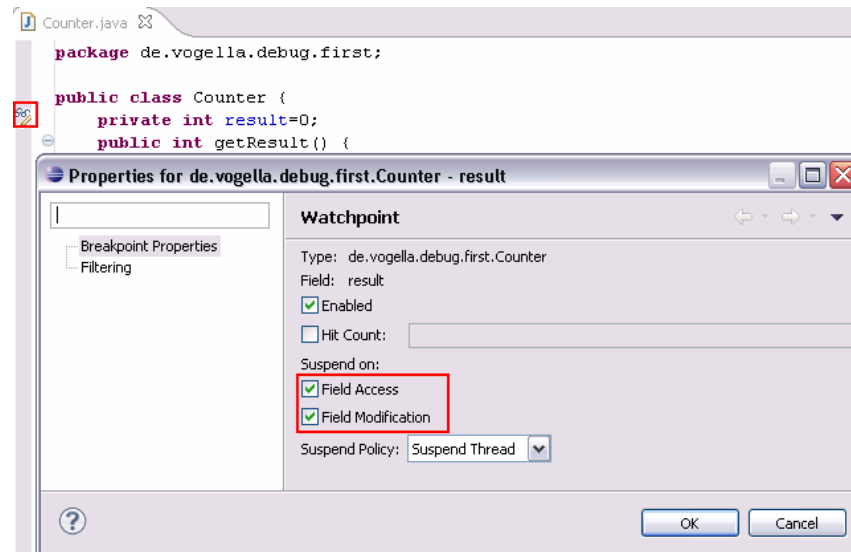 Counter.java
package de.vogella.debug.first;
public class Counter {
private int result=0;
public int getResult() {
Properties for de.vogella.debug.first.Counter - result
Breakpoint Properties
Filtering
Watchpoint
Type: de.vogella.debug.first.Counter
Field: result
Enabled
Hit Count:
Suspend on:
Field Access
Field Modification
Suspend Policy: Suspend Thread
OK Cancel